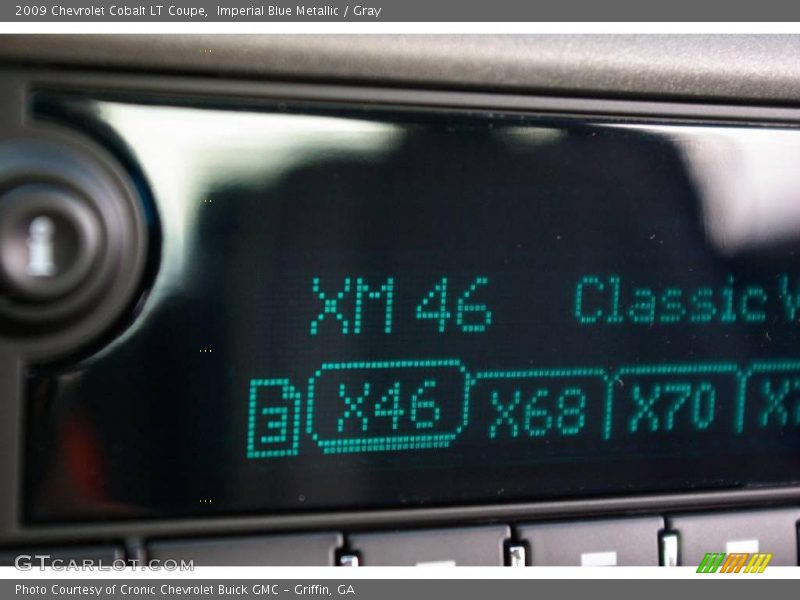 2009 Chevrolet Cobalt LT Coupe,  Imperial Blue Metallic / Gray
i
XM 46 Classic
3 X46 X68 X70
GTCARLOT.COM
Photo Courtesy of Cronic Chevrolet Buick GMC - Griffin, GA